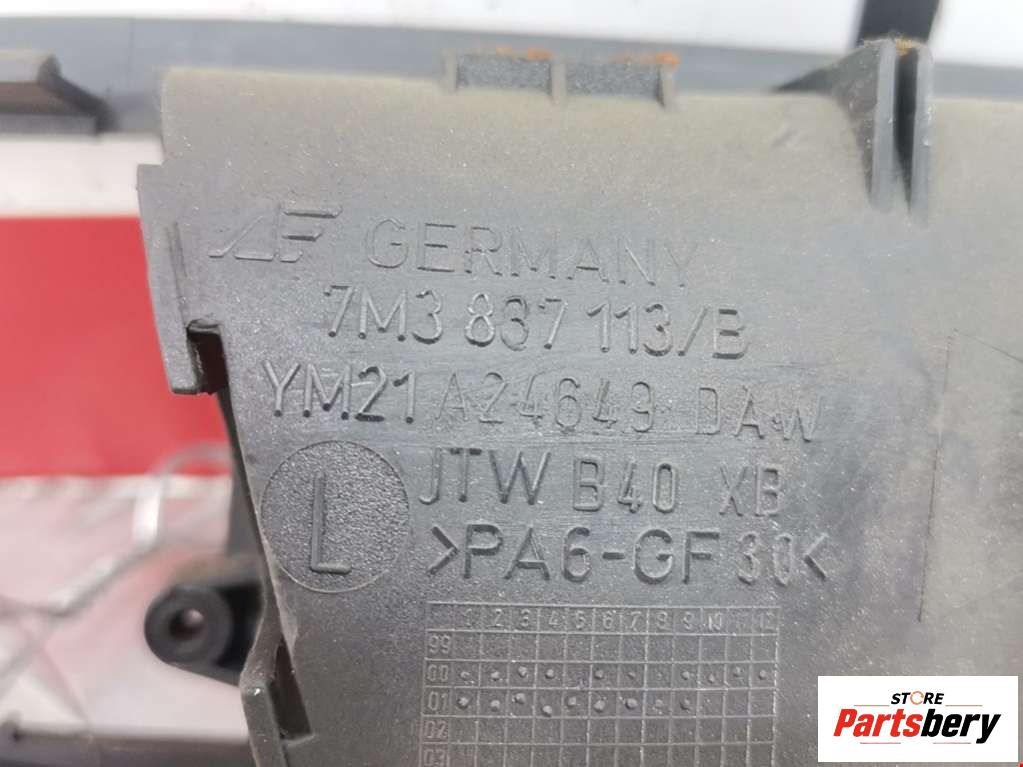 AF GERMANY
7M3 837 113/B
YM21 A24649 DAW
JTW B40 XB
L
>PA6-GF 30<
1 2 3 4 5 6 7 8 9 10 11 12
99
00
01
02
03
STORE
Partsbery